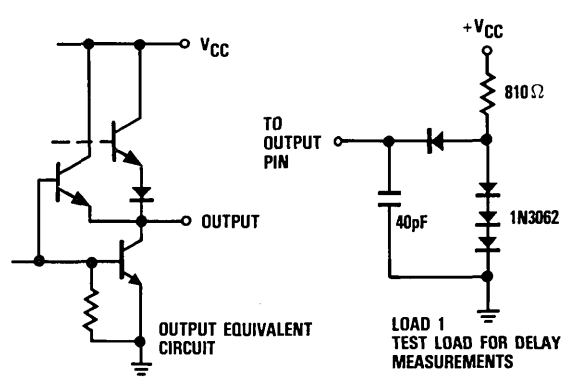 VCC
OUTPUT
OUTPUT EQUIVALENT
CIRCUIT
+VCC
810Ω
TO
OUTPUT
PIN
40pF
1N3062
LOAD 1
TEST LOAD FOR DELAY
MEASUREMENTS